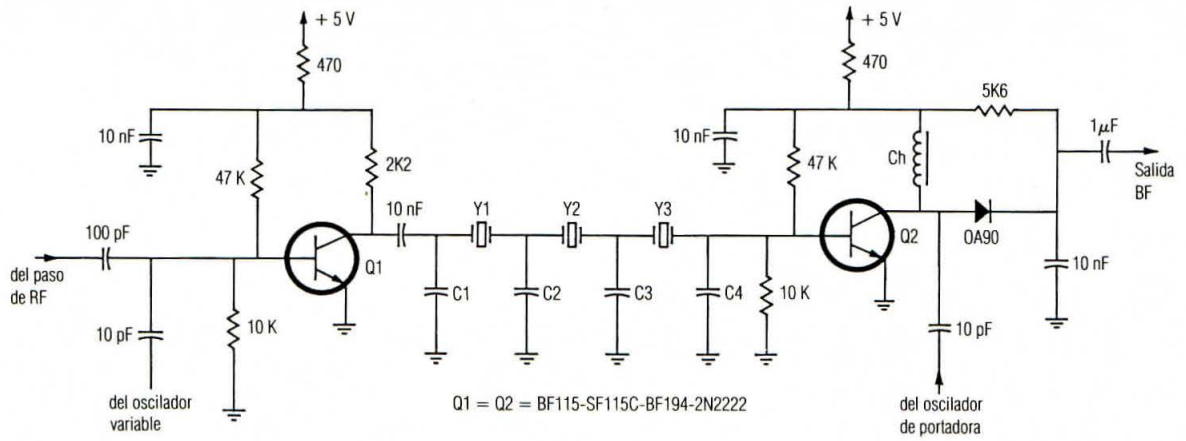 + 5 V
470
10 nF
47 K
2K2
10 nF
Y1
Y2
Y3
100 pF
Q1
del paso
de RF
10 pF
10 K
C1
C2
C3
C4
10 K
del oscilador
variable
+ 5 V
470
5K6
10 nF
47 K
Ch
1µF
Salida
BF
Q2
OA90
10 nF
10 pF
del oscilador
de portadora
Q1 = Q2 = BF115-SF115C-BF194-2N2222